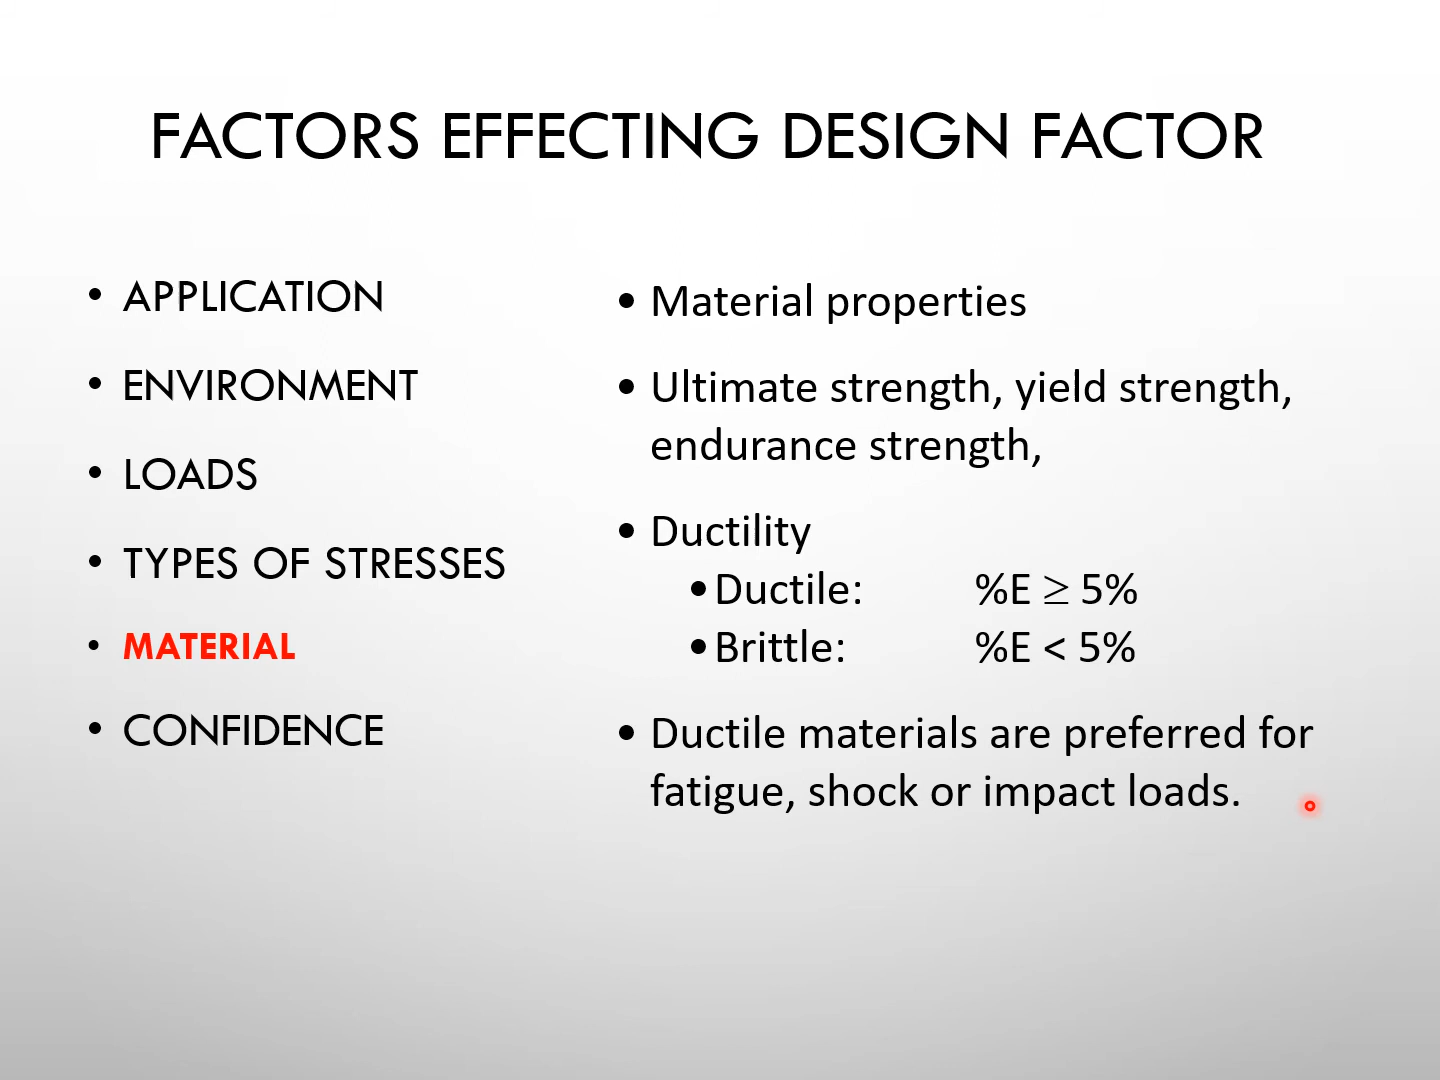 FACTORS EFFECTING DESIGN FACTOR
• APPLICATION
• ENVIRONMENT
• LOADS
• TYPES OF STRESSES
• MATERIAL
• CONFIDENCE
• Material properties
• Ultimate strength, yield strength,
endurance strength,
• Ductility
• Ductile: %E ≥ 5%
• Brittle: %E < 5%
• Ductile materials are preferred for
fatigue, shock or impact loads.